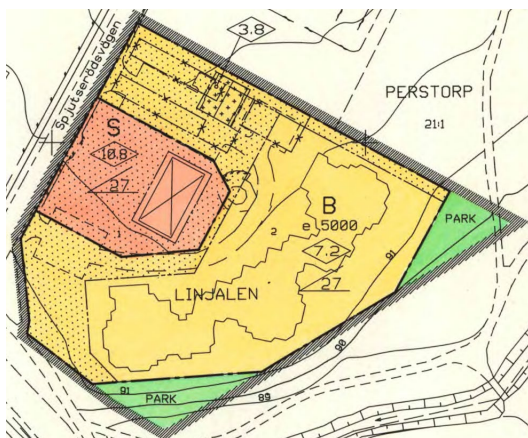 3.8
Spjutserödsvägen
PERSTORP
21:1
S
10.8
27
1
B
e 5000
2
7.2
27
PARK
91
LINJALEN
90
91
PARK
89